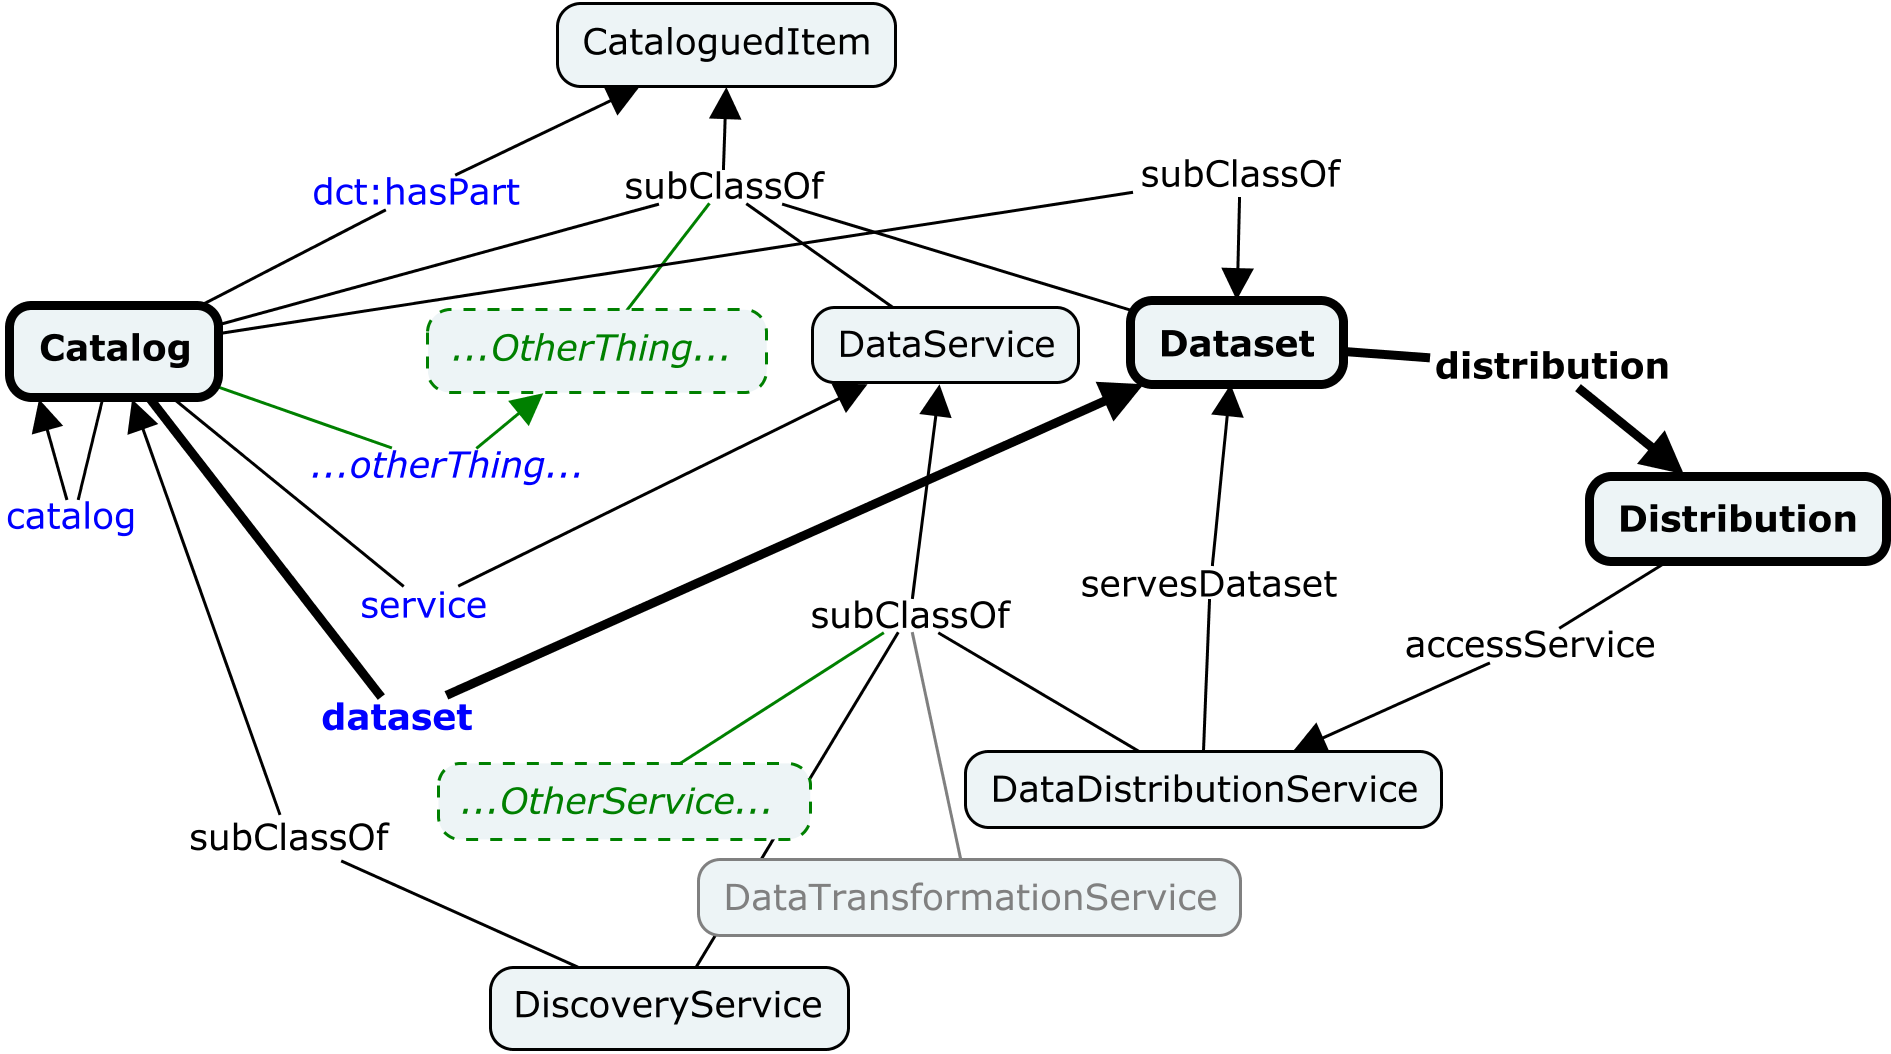 CataloguedItem
subClassOf
dct:hasPart
subClassOf
Catalog
...OtherThing...
DataService
Dataset
distribution
...otherThing...
catalog
Distribution
service
subClassOf
servesDataset
accessService
dataset
...OtherService...
DataDistributionService
subClassOf
DataTransformationService
DiscoveryService